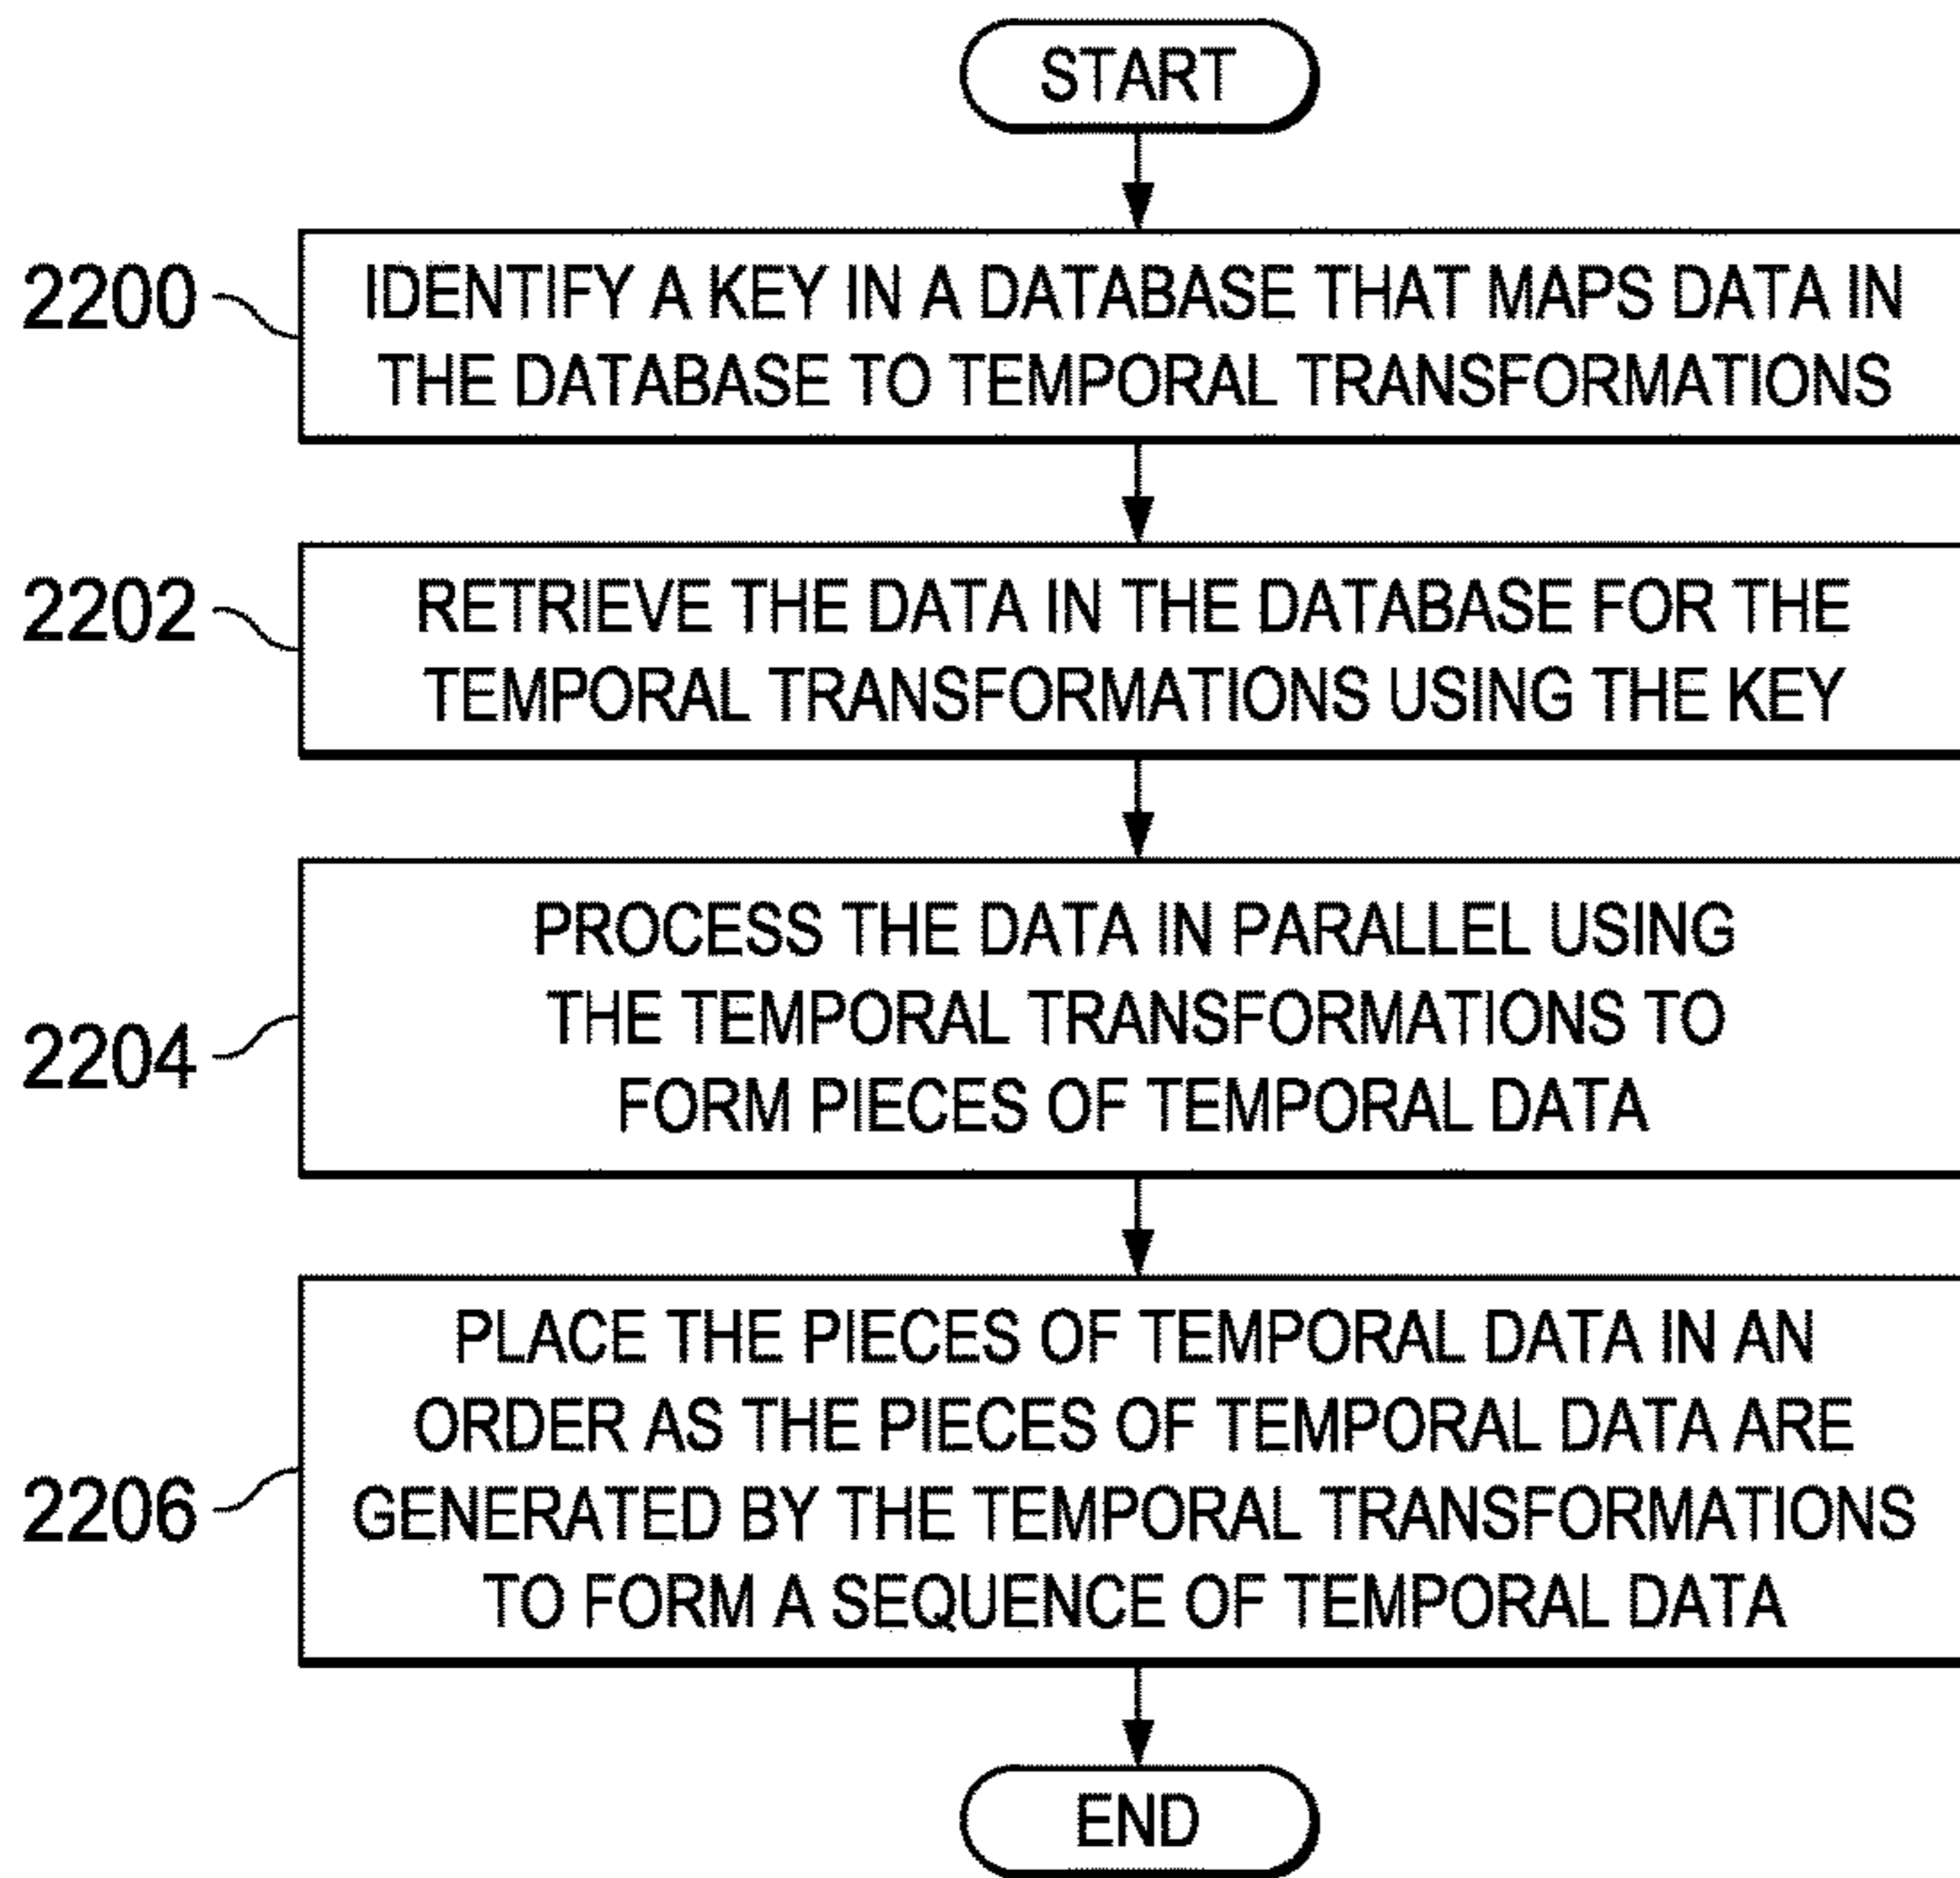 START
2200
IDENTIFY A KEY IN A DATABASE THAT MAPS DATA IN
THE DATABASE TO TEMPORAL TRANSFORMATIONS
2202
RETRIEVE THE DATA IN THE DATABASE FOR THE
TEMPORAL TRANSFORMATIONS USING THE KEY
2204
PROCESS THE DATA IN PARALLEL USING
THE TEMPORAL TRANSFORMATIONS TO
FORM PIECES OF TEMPORAL DATA
2206
PLACE THE PIECES OF TEMPORAL DATA IN AN
ORDER AS THE PIECES OF TEMPORAL DATA ARE
GENERATED BY THE TEMPORAL TRANSFORMATIONS
TO FORM A SEQUENCE OF TEMPORAL DATA
END